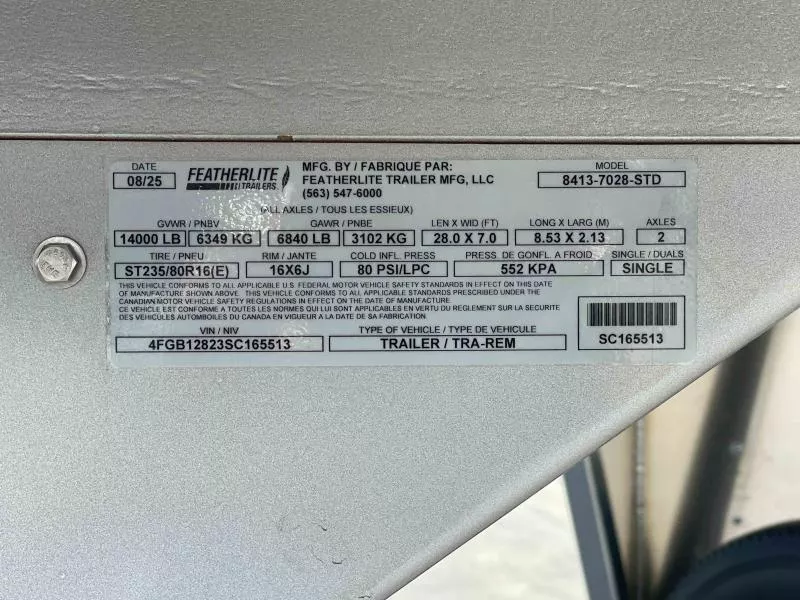 DATE
08/25
FEATHERLITE
TRAILERS
MFG. BY / FABRIQUÉ PAR:
FEATHERLITE TRAILER MFG, LLC
(563) 547-6000
MODEL
8413-7028-STD
(ALL AXLES / TOUS LES ESSIEUX)
GVWR / PNBV GAWR / PNBE LEN X WID (FT) LONG X LARG (M) AXLES
14000 LB 6349 KG 6840 LB 3102 KG 28.0 X 7.0 8.53 X 2.13 2
TIRE / PNEU RIM / JANTE COLD INFL. PRESS PRESS. DE GONFL. A FROID SINGLE / DUALS
ST235/80R16(E) 16X6J 80 PSI/LPC 552 KPA SINGLE
THIS VEHICLE CONFORMS TO ALL APPLICABLE U.S. FEDERAL MOTOR VEHICLE SAFETY STANDARDS IN EFFECT ON THIS DATE
OF MANUFACTURE. THIS VEHICLE CONFORMS TO ALL APPLICABLE STANDARDS PRESCRIBED UNDER THE
CANADIAN MOTOR VEHICLE SAFETY REGULATIONS IN EFFECT ON THE DATE OF MANUFACTURE.
CE VEHICLE EST CONFORME A TOUTES LES NORMES QUI LUI SONT APPLICABLES EN VERTU DU REGLEMENT SUR LA SECURITE
DES VEHICULES AUTOMOBILES DU CANADA EN VIGUEUR A LA DATE DE SA FABRICATION.
VIN / NIV TYPE OF VEHICLE / TYPE DE VEHICULE
4FGB12823SC165513 TRAILER / TRA-REM
SC165513